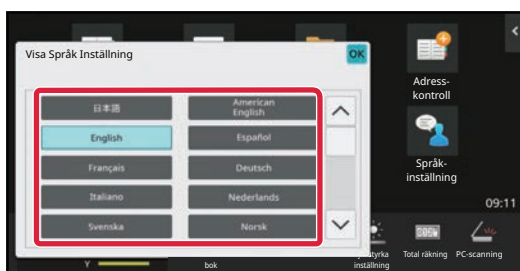 Visa Språk Inställning
OK
日本語
American
English
English
Español
Français
Deutsch
Italiano
Nederlands
Svenska
Norsk
Adress-
kontroll
Språk-
inställning
09:11
Y
bok
inställning
Total räkning
PC-scanning